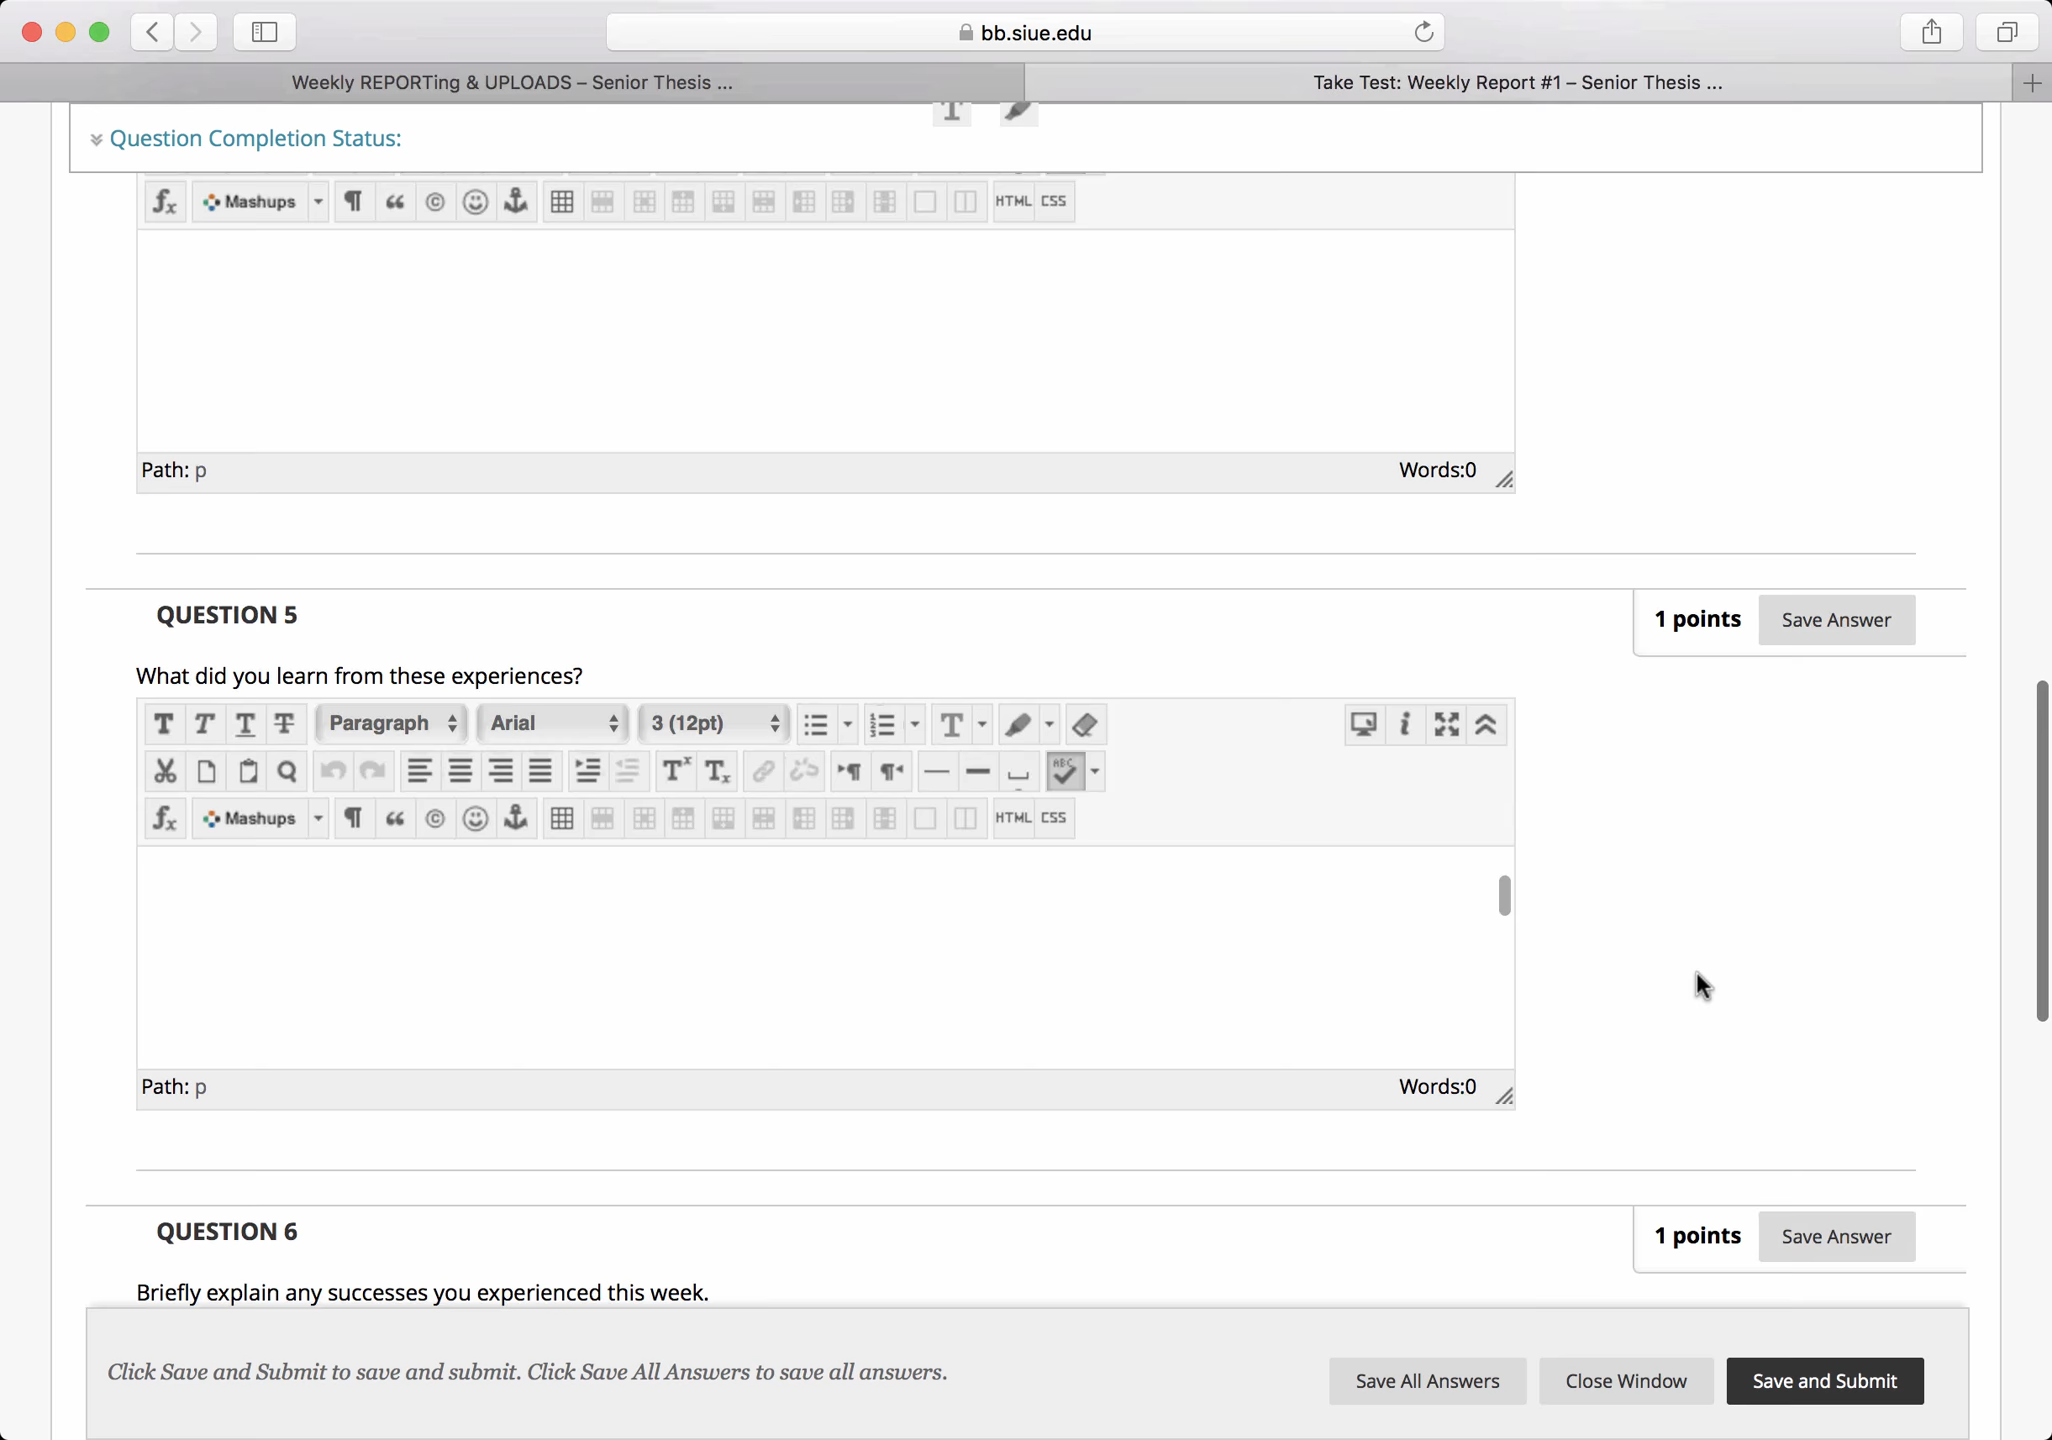 bb.siue.edu
Weekly REPORTing & UPLOADS – Senior Thesis ...
Take Test: Weekly Report #1 – Senior Thesis ...
Question Completion Status:
Mashups
HTML CSS
Path: p
Words:0
QUESTION 5
1 points
Save Answer
What did you learn from these experiences?
Paragraph
Arial
3 (12pt)
ABC
Mashups
HTML CSS
Path: p
Words:0
QUESTION 6
1 points
Save Answer
Briefly explain any successes you experienced this week.
Click Save and Submit to save and submit. Click Save All Answers to save all answers.
Save All Answers
Close Window
Save and Submit